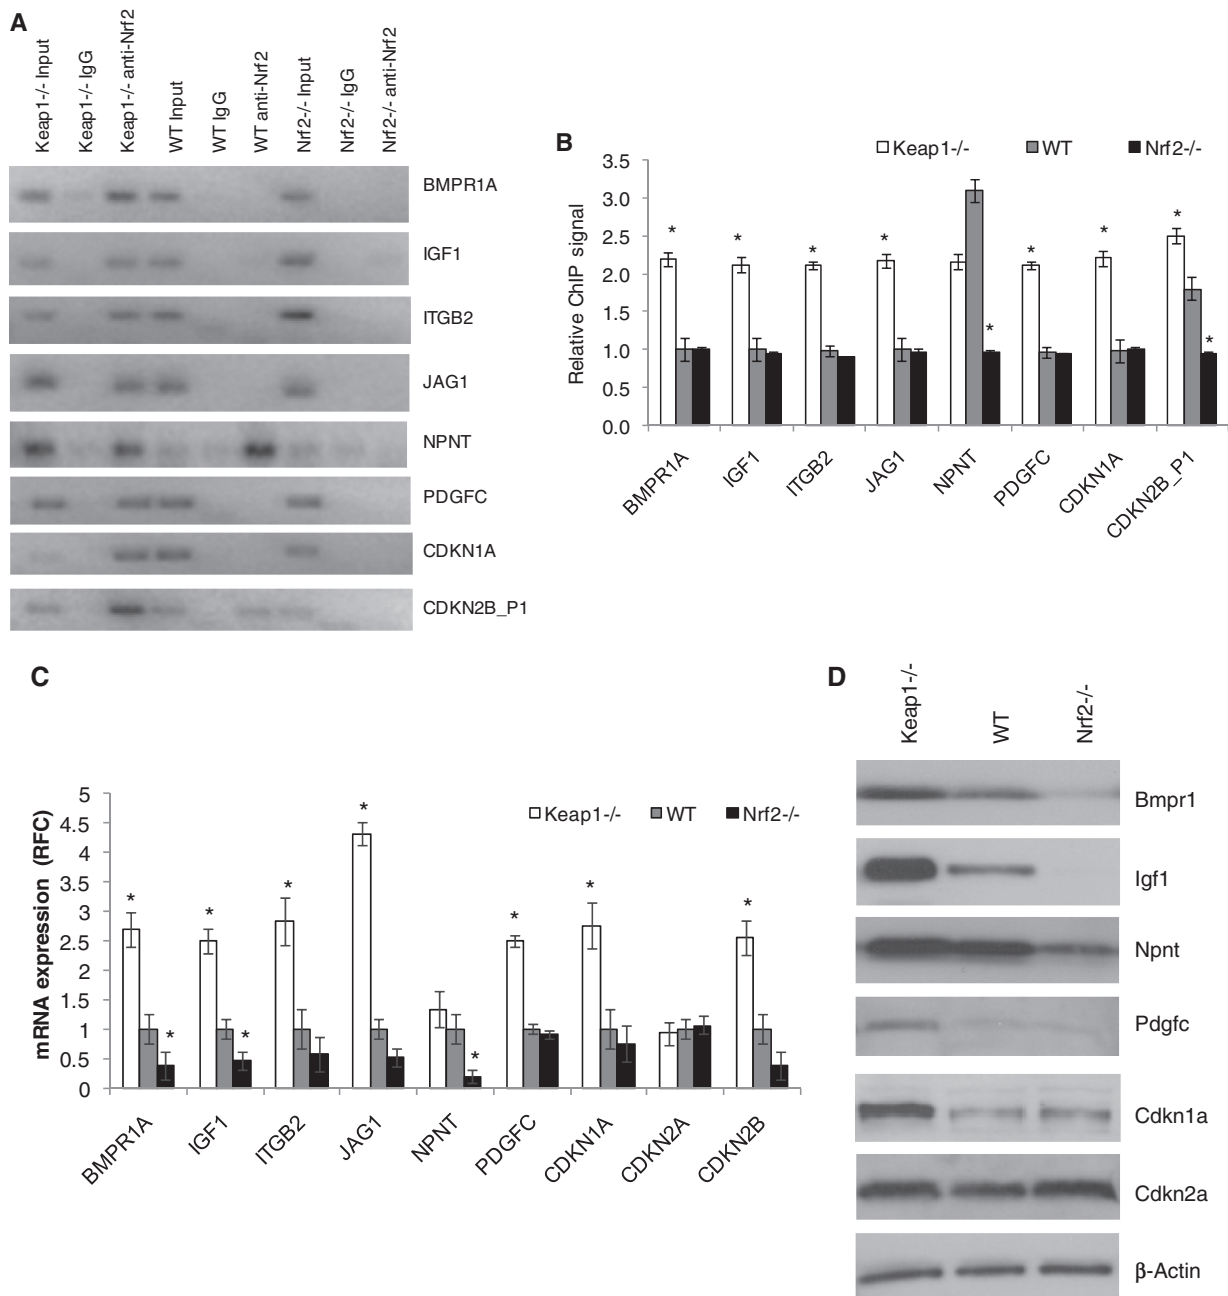 A
Keap1-/- Input
Keap1-/- IgG
Keap1-/- anti-Nrf2
WT Input
WT IgG
WT anti-Nrf2
Nrf2-/- Input
Nrf2-/- IgG
Nrf2-/- anti-Nrf2
BMPR1A
IGF1
ITGB2
JAG1
NPNT
PDGFC
CDKN1A
CDKN2B_P1
B
Keap1-/- WT Nrf2-/-
Relative ChIP signal
3.5
3.0
2.5
2.0
1.5
1.0
0.5
0.0
* * * * * * * * *
BMPR1A
IGF1
ITGB2
JAG1
NPNT
PDGFC
CDKN1A
CDKN2B_P1
C
Keap1-/- WT Nrf2-/-
mRNA expression (RFC)
5
4.5
4
3.5
3
2.5
2
1.5
1
0.5
0
* * * * * * * * * *
BMPR1A
IGF1
ITGB2
JAG1
NPNT
PDGFC
CDKN1A
CDKN2A
CDKN2B
D
Keap1-/-
WT
Nrf2-/-
Bmpr1
Igf1
Npnt
Pdgfc
Cdkn1a
Cdkn2a
β-Actin